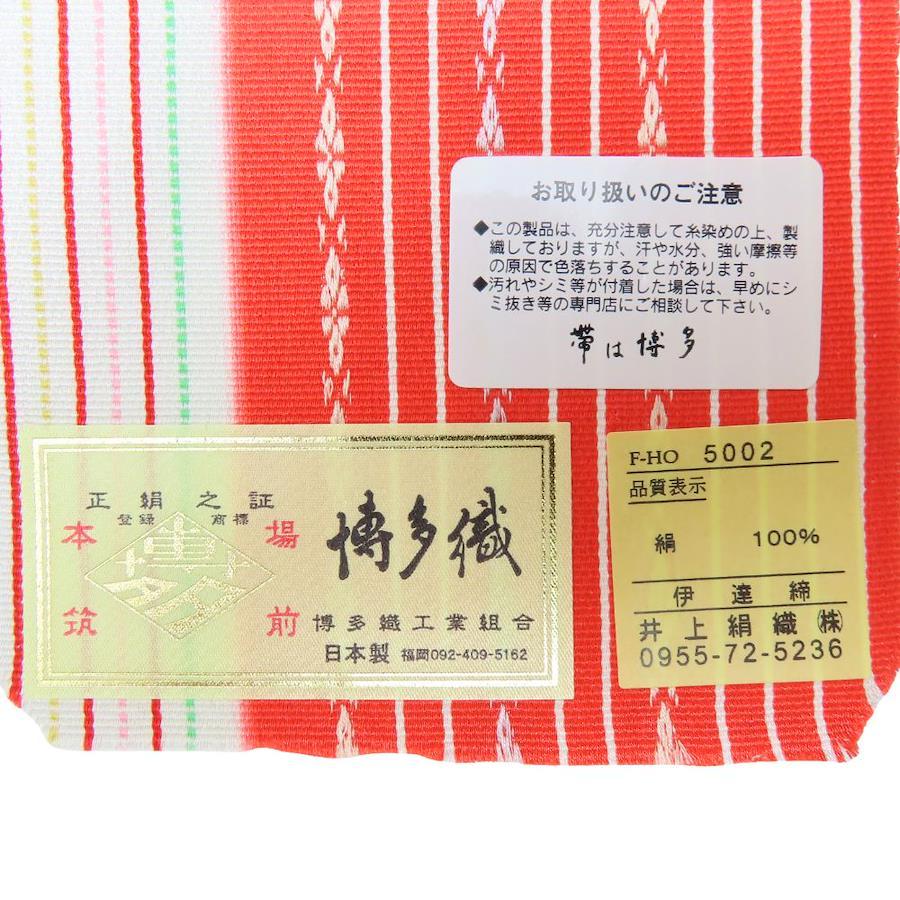 お取り扱いのご注意
◆この製品は、充分注意して糸染めの上、製
織しておりますが、汗や水分、強い摩擦等
の原因で色落ちすることがあります。
◆汚れやシミ等が付着した場合は、早めにシ
ミ抜き等の専門店にご相談して下さい。
帯は博多
正絹之証
登録商標
本場
筑前
博多織
博多織工業組合
日本製 福岡092-409-5162
F-HO 5002
品質表示
絹 100%
伊達締
井上絹織㈱
0955-72-5236